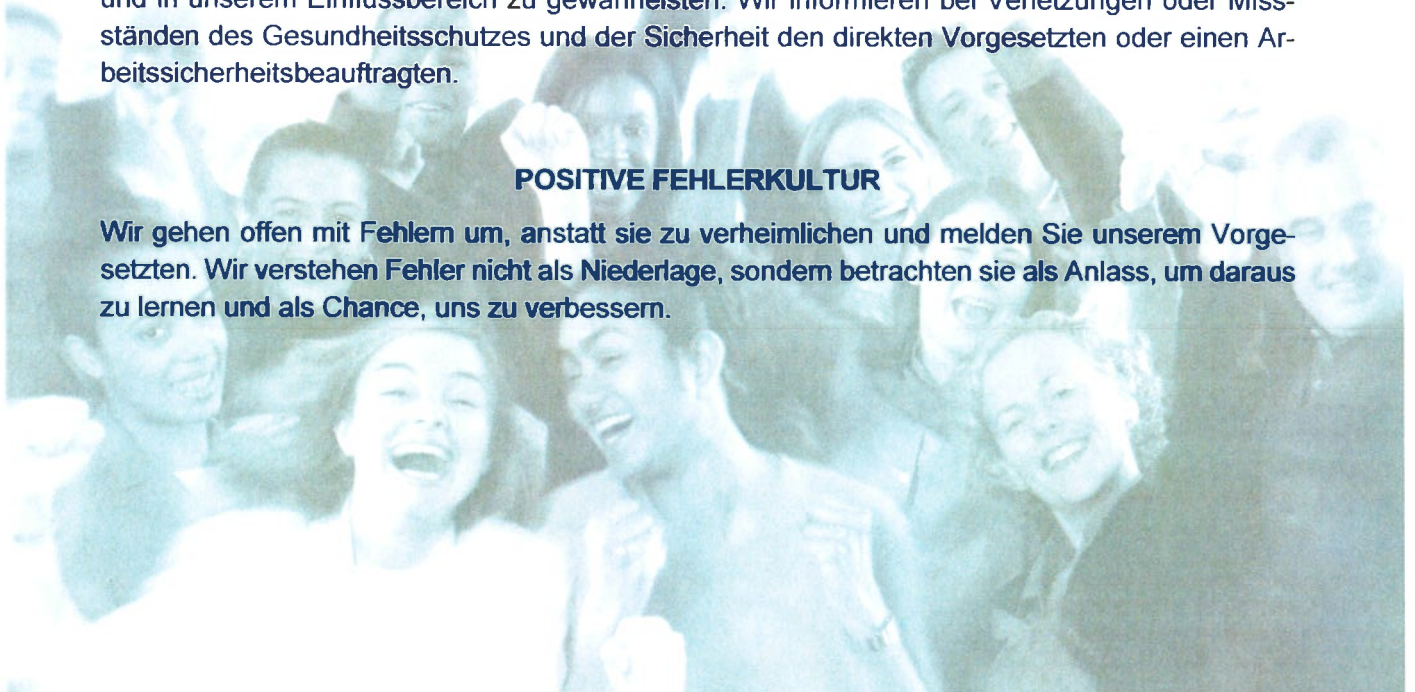 und in unserem Einflussbereich zu gewährleisten. Wir informieren bei Verletzungen oder Miss-
ständen des Gesundheitsschutzes und der Sicherheit den direkten Vorgesetzten oder einen Ar-
beitssicherheitsbeauftragten.
POSITIVE FEHLERKULTUR
Wir gehen offen mit Fehlern um, anstatt sie zu verheimlichen und melden Sie unserem Vorge-
setzten. Wir verstehen Fehler nicht als Niederlage, sondern betrachten sie als Anlass, um daraus
zu lernen und als Chance, uns zu verbessern.